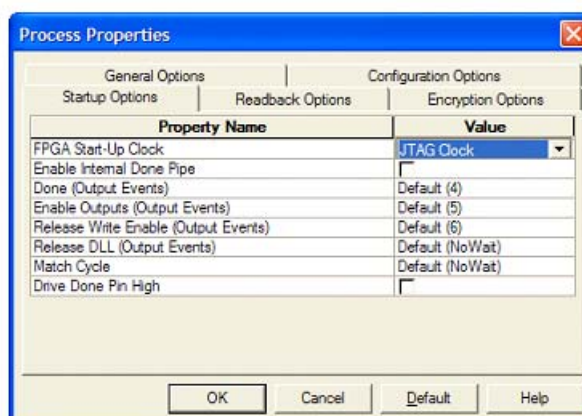 Process Properties
General Options Configuration Options
Startup Options Readback Options Encryption Options
Property Name Value
FPGA Start-Up Clock JTAG Clock
Enable Internal Done Pipe
Done (Output Events) Default (4)
Enable Outputs (Output Events) Default (5)
Release Write Enable (Output Events) Default (6)
Release DLL (Output Events) Default (NoWait)
Match Cycle Default (NoWait)
Drive Done Pin High
OK Cancel Default Help